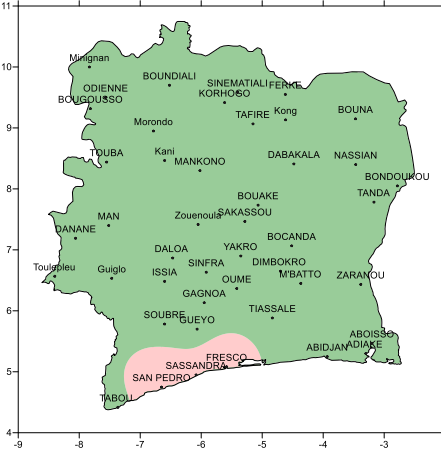 11
10
9
8
7
6
5
4
Minignan
BOUNDIALI
SINEMATIALI
FERKE
ODIENNE
KORHOGO
BOUGOUSSO
TAFIRE
Kong
BOUNA
Morondo
TOUBA
Kani
MANKONO
DABAKALA
NASSIAN
BONDOUKOU
TANDA
BOUAKE
SAKASSOU
MAN
Zouenoula
DANANE
BOCANDA
DALOA
YAKRO
SINFRA
DIMBOKRO
Toulepleu
Guiglo
ISSIA
M'BATTO
ZARANOU
OUME
GAGNOA
TIASSALE
SOUBRE
GUEYO
ABOISSO
ABIDJAN
ADIAKE
FRESCO
SASSANDRA
SAN PEDRO
TABOU
-9 -8 -7 -6 -5 -4 -3